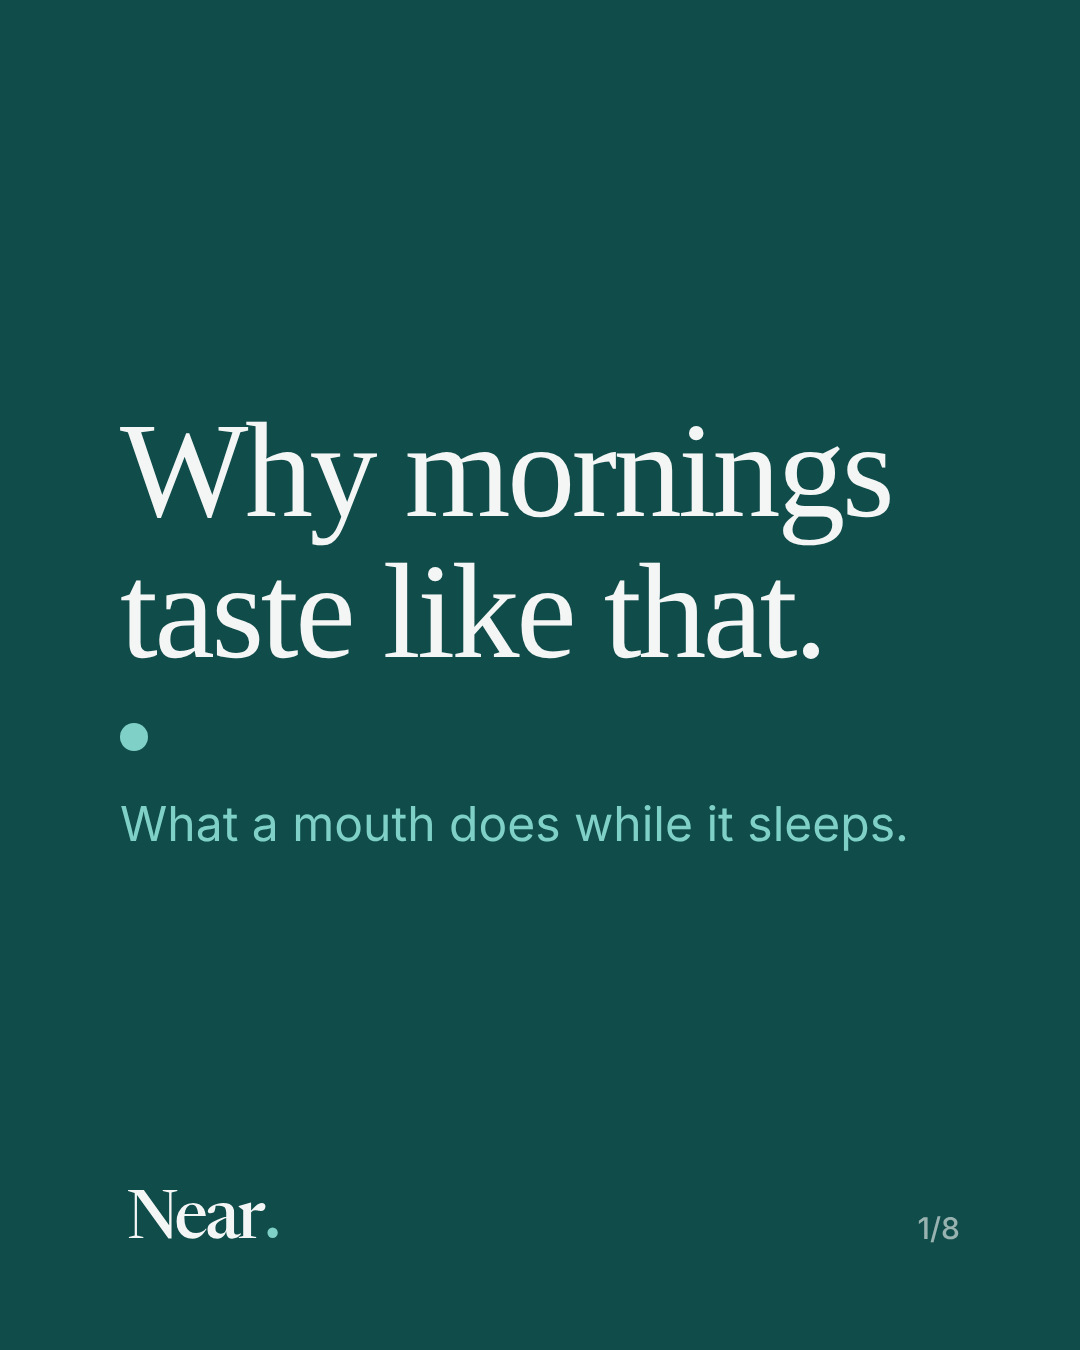 Why mornings
taste like that.
What a mouth does while it sleeps.
Near.
1/8